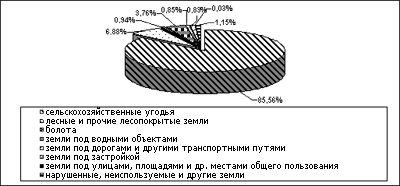 3,76% 0,85% 0,83% 0,03%
0,94% 1,15%
6,88%
85,56%
сельскохозяйственные угодья
лесные и прочие лесопокрытые земли
болота
земли под водными объектами
земли под дорогами и другими транспортными путями
земли под застройкой
земли под улицами, площадями и др. местами общего пользования
нарушенные, неиспользуемые и другие земли